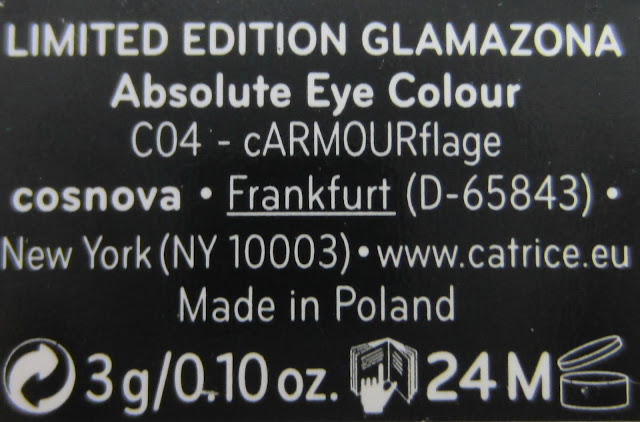 LIMITED EDITION GLAMAZONA
Absolute Eye Colour
C04 - cARMOURflage
cosnova • Frankfurt (D-65843) •
New York (NY 10003) • www.catrice.eu
Made in Poland
3 g/0.10 oz. 24 M